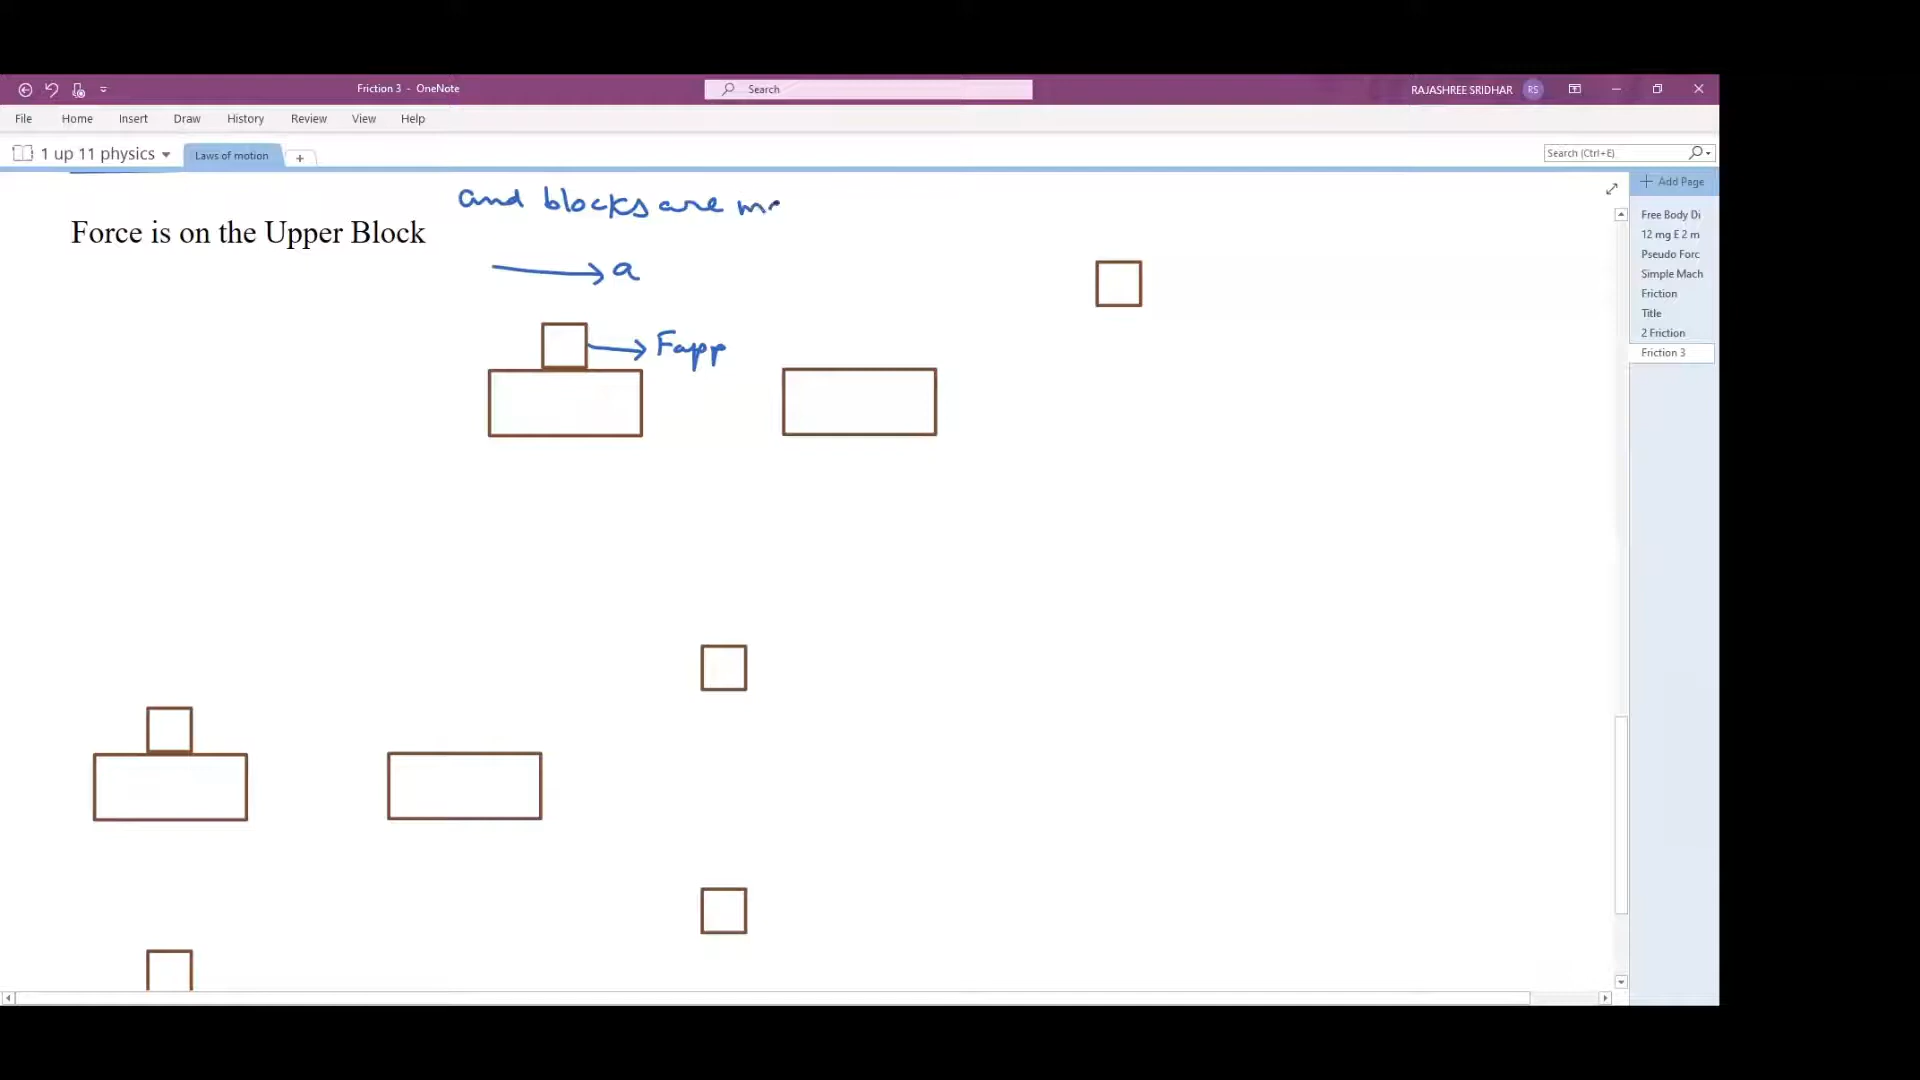 Friction 3 - OneNote
Search
RAJASHREE SRIDHAR RS
File Home Insert Draw History Review View Help
1 up 11 physics
Laws of motion
+
Search (Ctrl+E)
Add Page
Free Body Di
12 mg E 2 m
Pseudo Forc
Simple Mach
Friction
Title
2 Friction
Friction 3
and blocks are
Force is on the Upper Block
a
Fapp